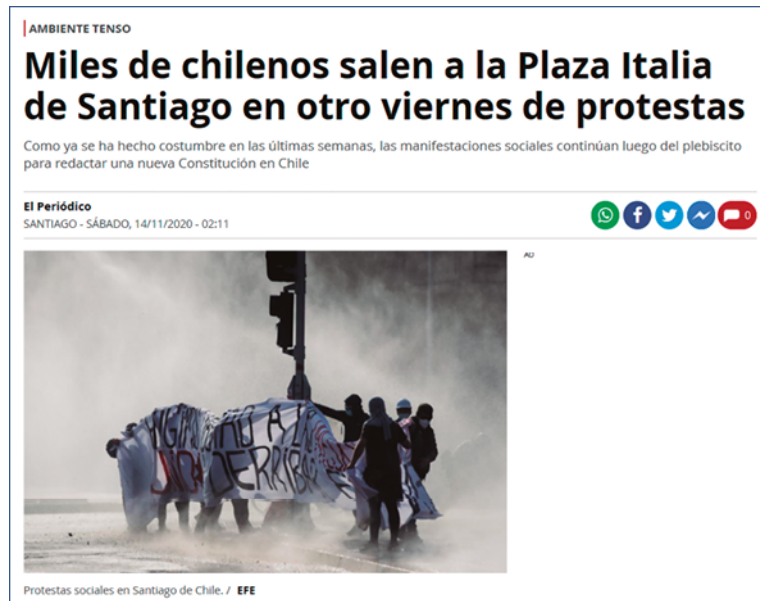 AMBIENTE TENSO
Miles de chilenos salen a la Plaza Italia
de Santiago en otro viernes de protestas
Como ya se ha hecho costumbre en las últimas semanas, las manifestaciones sociales continúan luego del plebiscito
para redactar una nueva Constitución en Chile
El Periódico
SANTIAGO - SÁBADO, 14/11/2020 - 02:11
0
AD
A LA
DERRIBA
Protestas sociales en Santiago de Chile. / EFE